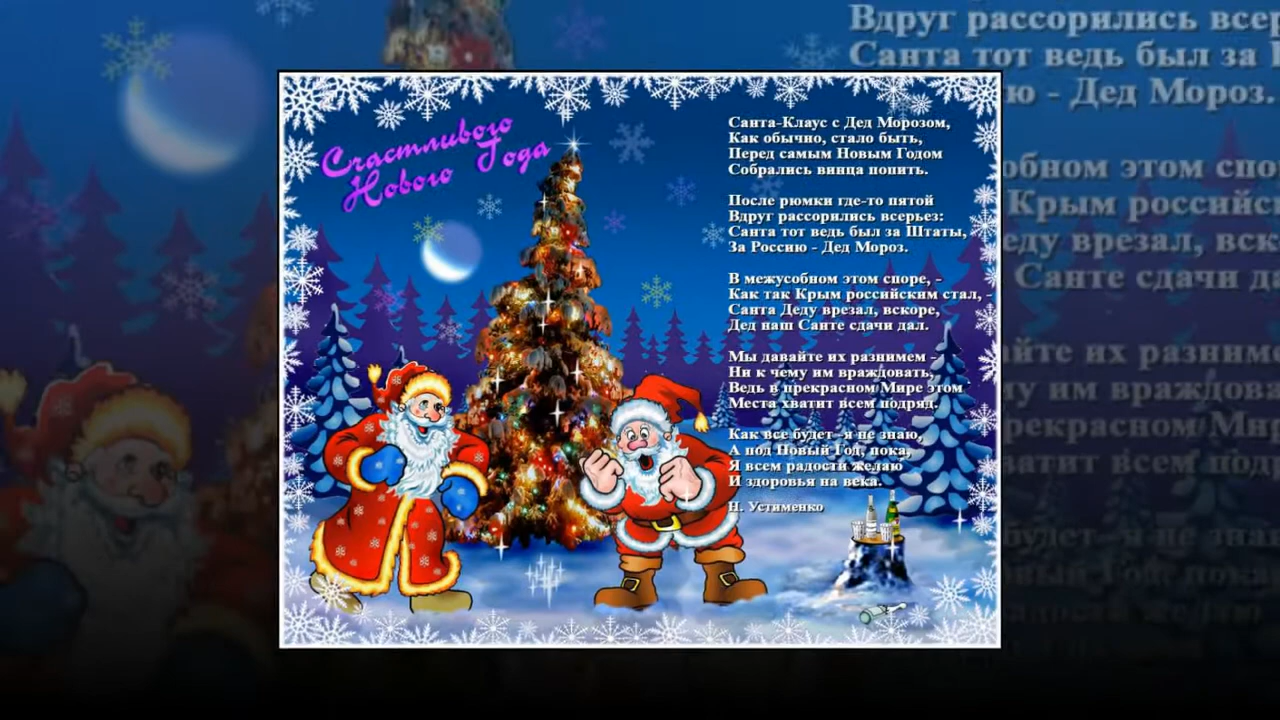 Счастливого
Нового Года
Санта-Клаус с Дед Морозом,
Как обычно, стало быть,
Перед самым Новым Годом
Собрались винца попить.
После рюмки где-то пятой
Вдруг рассорились всерьез:
Санта тот ведь был за Штаты,
За Россию - Дед Мороз.
В межусобном этом споре, -
Как так Крым российским стал, -
Санта Деду врезал, вскоре,
Дед наш Санте сдачи дал.
Мы давайте их разнимем -
Ни к чему им враждовать,
Ведь в прекрасном Мире этом
Места хватит всем подряд.
Как все будет -я не знаю,
А под Новый Год, пока,
Я всем радости желаю
И здоровья на века.
Н. Устименко